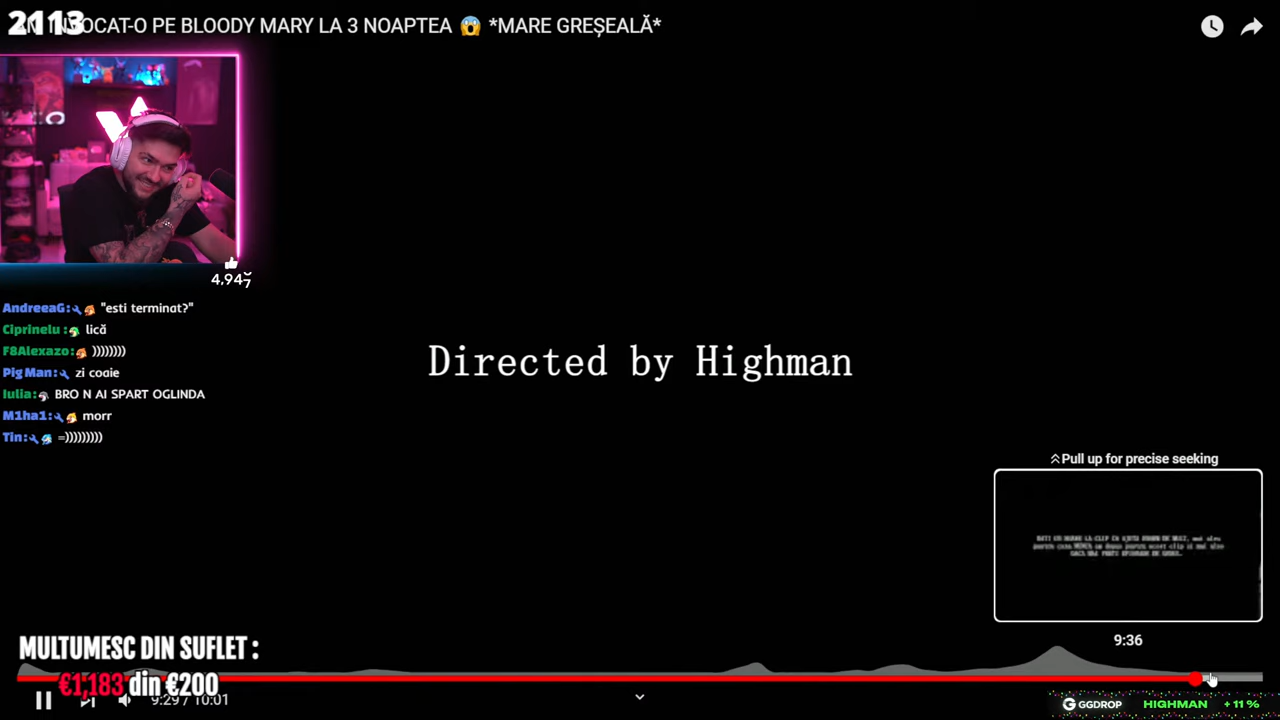 2113
INVOCAT-O PE BLOODY MARY LA 3 NOAPTEA 😱 *MARE GREȘEALĂ*
4,947
AndreeaG: "esti terminat?"
Ciprinelu : lică
F8Alexazo: ))))))))
Pig Man: zi coaie
Iulia: BRO N AI SPART OGLINDA
M1ha1: morr
Tin: =)))))))))
Directed by Highman
Pull up for precise seeking
9:36
MULTUMESC DIN SUFLET :
€1,183 din €200
9:29 / 10:01
GGDROP HIGHMAN + 11 %